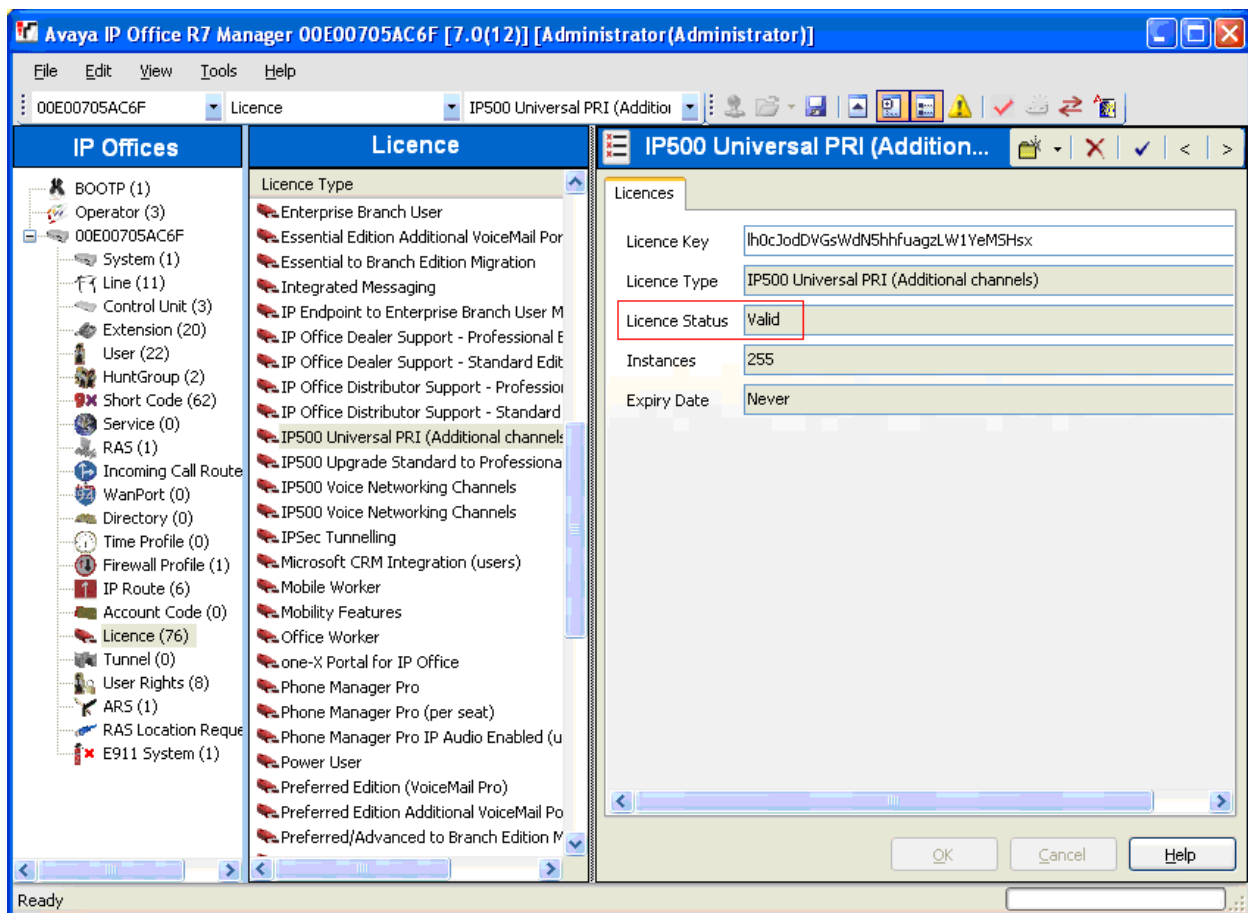 Avaya IP Office R7 Manager 00E00705AC6F [7.0(12)] [Administrator(Administrator)]
File Edit View Tools Help
00E00705AC6F Licence IP500 Universal PRI (Additior
IP Offices
BOOTP (1)
Operator (3)
00E00705AC6F
System (1)
Line (11)
Control Unit (3)
Extension (20)
User (22)
HuntGroup (2)
Short Code (62)
Service (0)
RAS (1)
Incoming Call Route
WanPort (0)
Directory (0)
Time Profile (0)
Firewall Profile (1)
IP Route (6)
Account Code (0)
Licence (76)
Tunnel (0)
User Rights (8)
ARS (1)
RAS Location Reque
E911 System (1)
Licence
Licence Type
Enterprise Branch User
Essential Edition Additional VoiceMail Por
Essential to Branch Edition Migration
Integrated Messaging
IP Endpoint to Enterprise Branch User M
IP Office Dealer Support - Professional E
IP Office Dealer Support - Standard Edit
IP Office Distributor Support - Profession
IP Office Distributor Support - Standard
IP500 Universal PRI (Additional channels
IP500 Upgrade Standard to Professiona
IP500 Voice Networking Channels
IP500 Voice Networking Channels
IPSec Tunnelling
Microsoft CRM Integration (users)
Mobile Worker
Mobility Features
Office Worker
one-X Portal for IP Office
Phone Manager Pro
Phone Manager Pro (per seat)
Phone Manager Pro IP Audio Enabled (u
Power User
Preferred Edition (VoiceMail Pro)
Preferred Edition Additional VoiceMail Po
Preferred/Advanced to Branch Edition M
IP500 Universal PRI (Addition...
Licences
Licence Key lh0cJodDVGsWdN5hhfuagzLW1YeM5Hsx
Licence Type IP500 Universal PRI (Additional channels)
Licence Status Valid
Instances 255
Expiry Date Never
OK Cancel Help
Ready